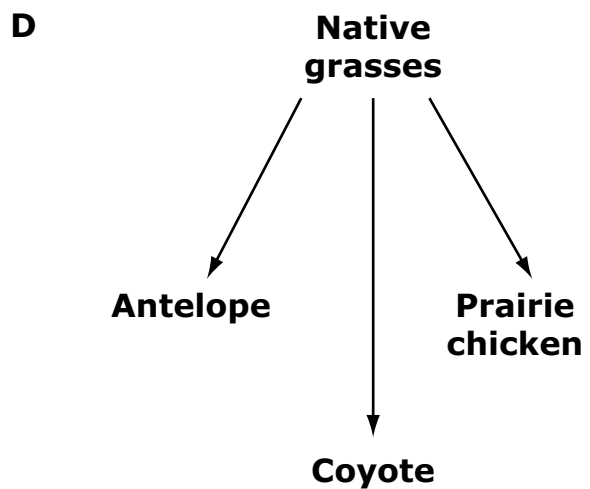 D
Native
grasses
Antelope
Prairie
chicken
Coyote